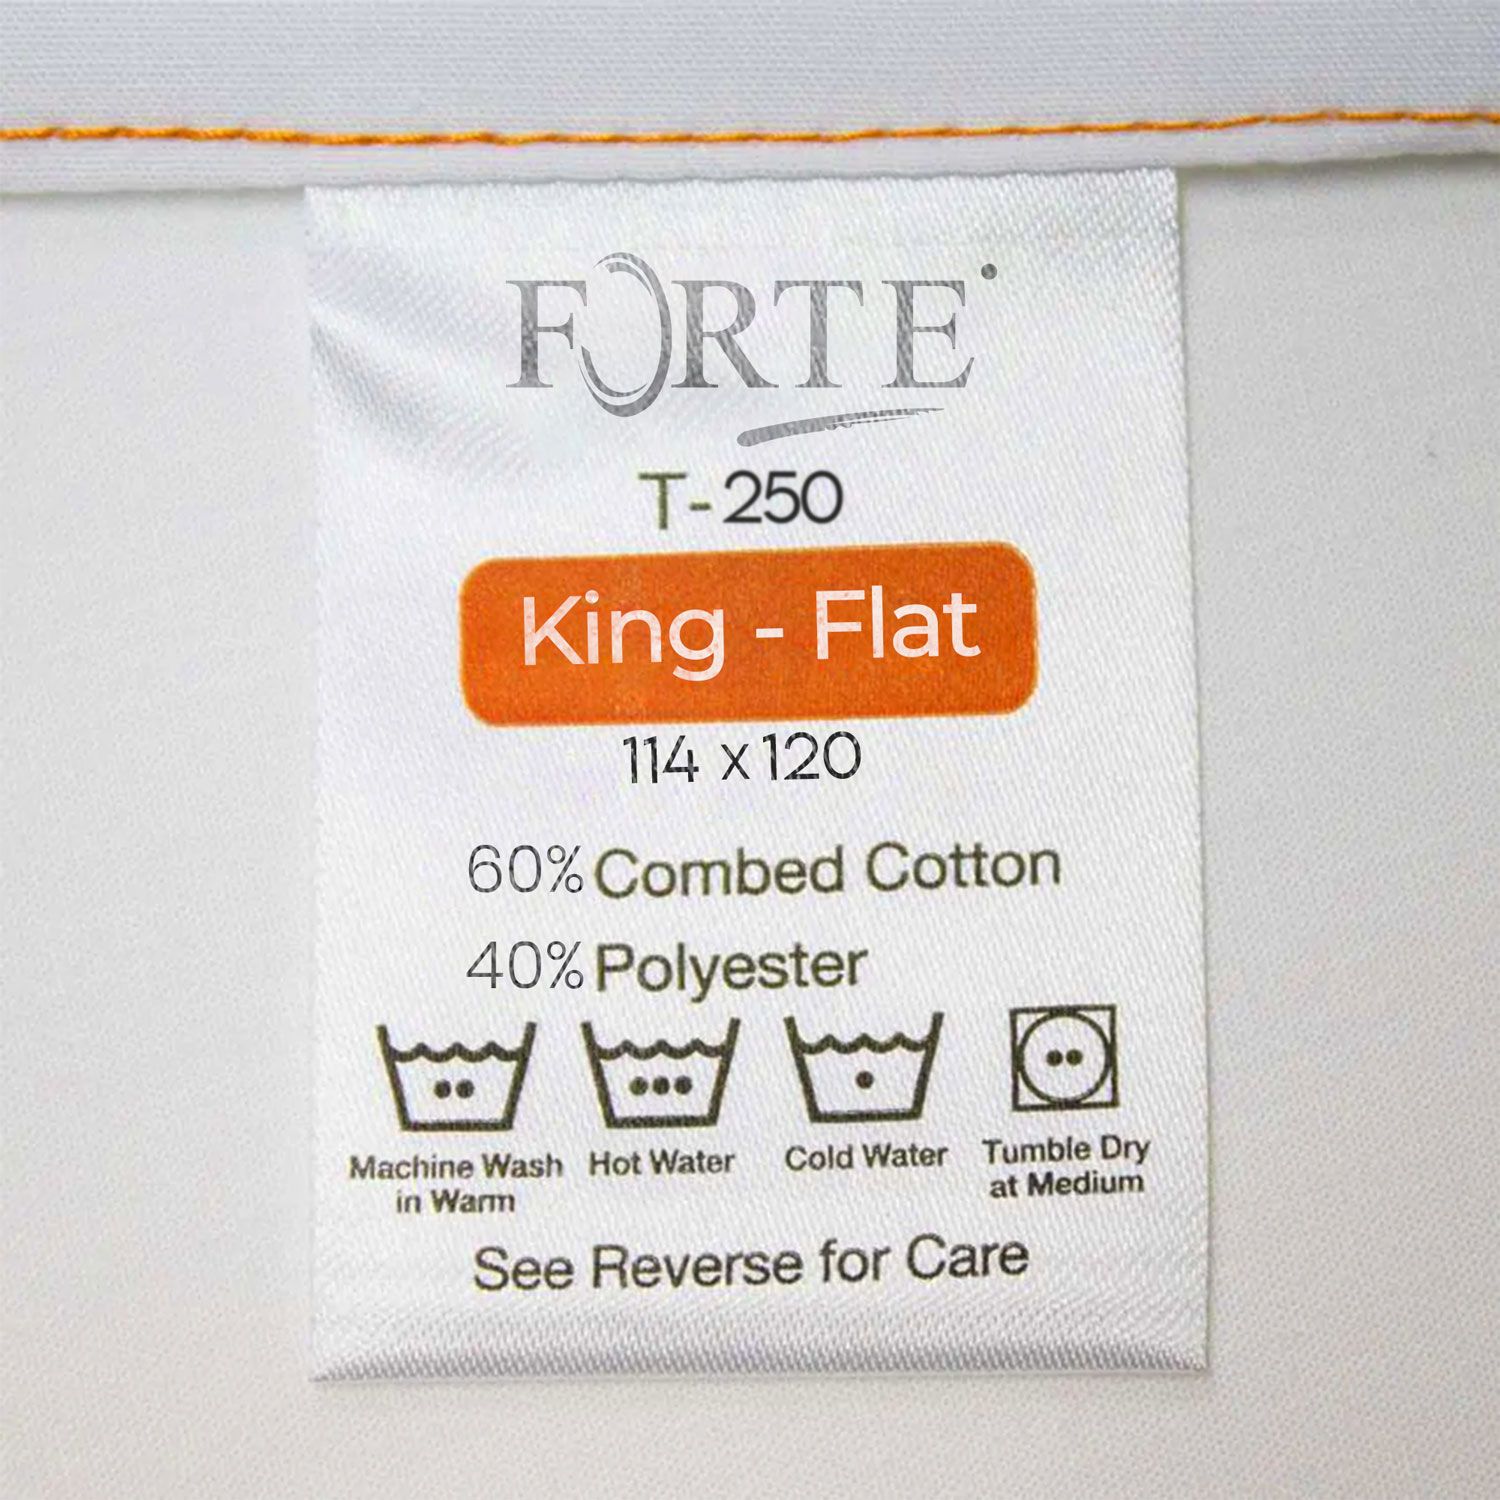 FORTE
T-250
King - Flat
114 x 120
60% Combed Cotton
40% Polyester
Machine Wash in Warm
Hot Water
Cold Water
Tumble Dry at Medium
See Reverse for Care